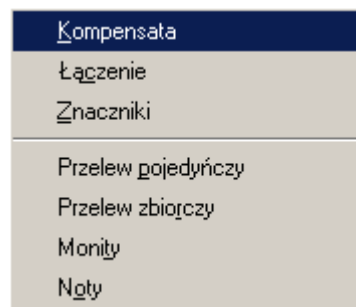 Kompensata
Łączenie
Znaczniki
Przelew pojedyńczy
Przelew zbiorczy
Monity
Noty